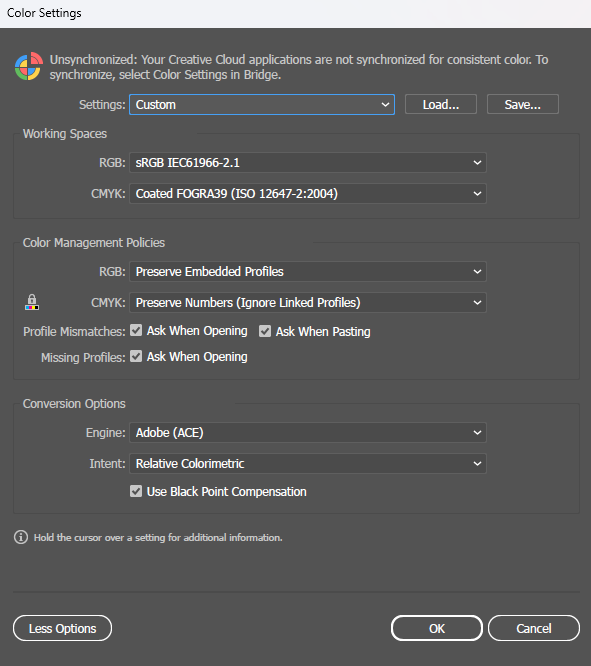 Color Settings
Unsynchronized: Your Creative Cloud applications are not synchronized for consistent color. To
synchronize, select Color Settings in Bridge.
Settings: Custom Load... Save...
Working Spaces
RGB: sRGB IEC61966-2.1
CMYK: Coated FOGRA39 (ISO 12647-2:2004)
Color Management Policies
RGB: Preserve Embedded Profiles
CMYK: Preserve Numbers (Ignore Linked Profiles)
Profile Mismatches: Ask When Opening Ask When Pasting
Missing Profiles: Ask When Opening
Conversion Options
Engine: Adobe (ACE)
Intent: Relative Colorimetric
Use Black Point Compensation
Hold the cursor over a setting for additional information.
Less Options OK Cancel